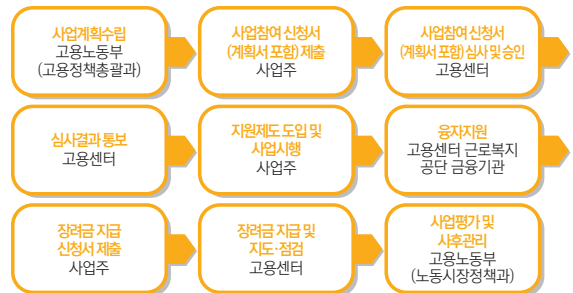 사업계획수립
고용노동부
(고용정책총괄과)
사업참여 신청서
(계획서 포함) 제출
사업주
사업참여 신청서
(계획서 포함) 심사 및 승인
고용센터
심사결과 통보
고용센터
지원제도 도입 및
사업시행
사업주
융자지원
고용센터 근로복지
공단 금융기관
장려금 지급
신청서 제출
사업주
장려금 지급 및
지도·점검
고용센터
사업평가 및
사후관리
고용노동부
(노동시장정책과)